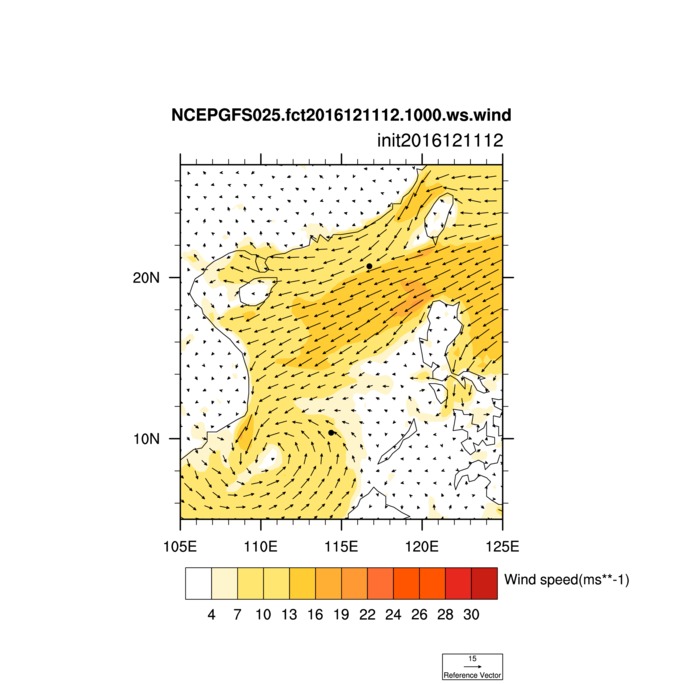 NCEPGFS025.fct2016121112.1000.ws.wind
init2016121112
20N
10N
105E 110E 115E 120E 125E
Wind speed(ms**-1)
4 7 10 13 16 19 22 24 26 28 30
15
Reference Vector